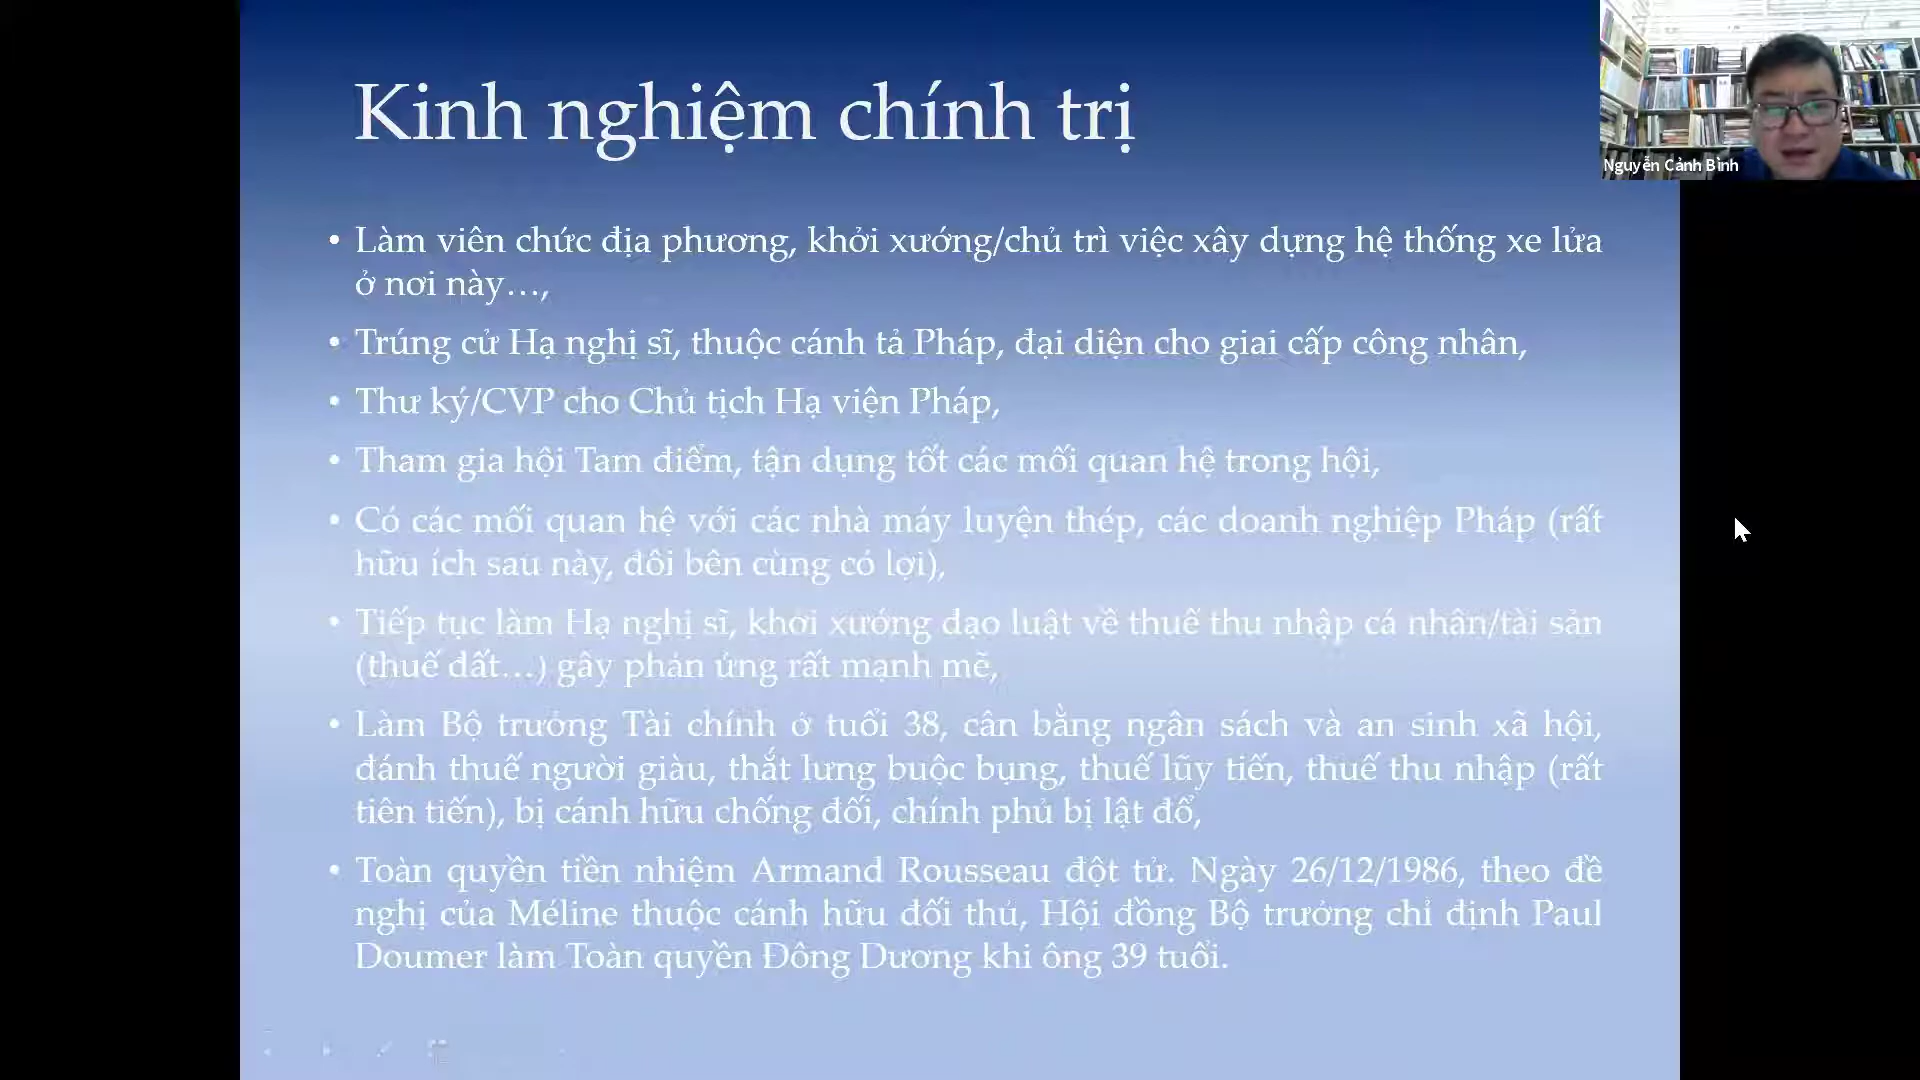 Kinh nghiệm chính trị
Nguyễn Cảnh Bình
• Làm viên chức địa phương, khởi xướng/chủ trì việc xây dựng hệ thống xe lửa
ở nơi này…,
• Trúng cử Hạ nghị sĩ, thuộc cánh tả Pháp, đại diện cho giai cấp công nhân,
• Thư ký/CVP cho Chủ tịch Hạ viện Pháp,
• Tham gia hội Tam điểm, tận dụng tốt các mối quan hệ trong hội,
• Có các mối quan hệ với các nhà máy luyện thép, các doanh nghiệp Pháp (rất
hữu ích sau này, đôi bên cùng có lợi),
• Tiếp tục làm Hạ nghị sĩ, khởi xướng đạo luật về thuế thu nhập cá nhân/tài sản
(thuế đất…) gây phản ứng rất mạnh mẽ,
• Làm Bộ trưởng Tài chính ở tuổi 38, cân bằng ngân sách và an sinh xã hội,
đánh thuế người giàu, thắt lưng buộc bụng, thuế lũy tiến, thuế thu nhập (rất
tiên tiến), bị cánh hữu chống đối, chính phủ bị lật đổ,
• Toàn quyền tiền nhiệm Armand Rousseau đột tử. Ngày 26/12/1986, theo đề
nghị của Méline thuộc cánh hữu đối thủ, Hội đồng Bộ trưởng chỉ định Paul
Doumer làm Toàn quyền Đông Dương khi ông 39 tuổi.